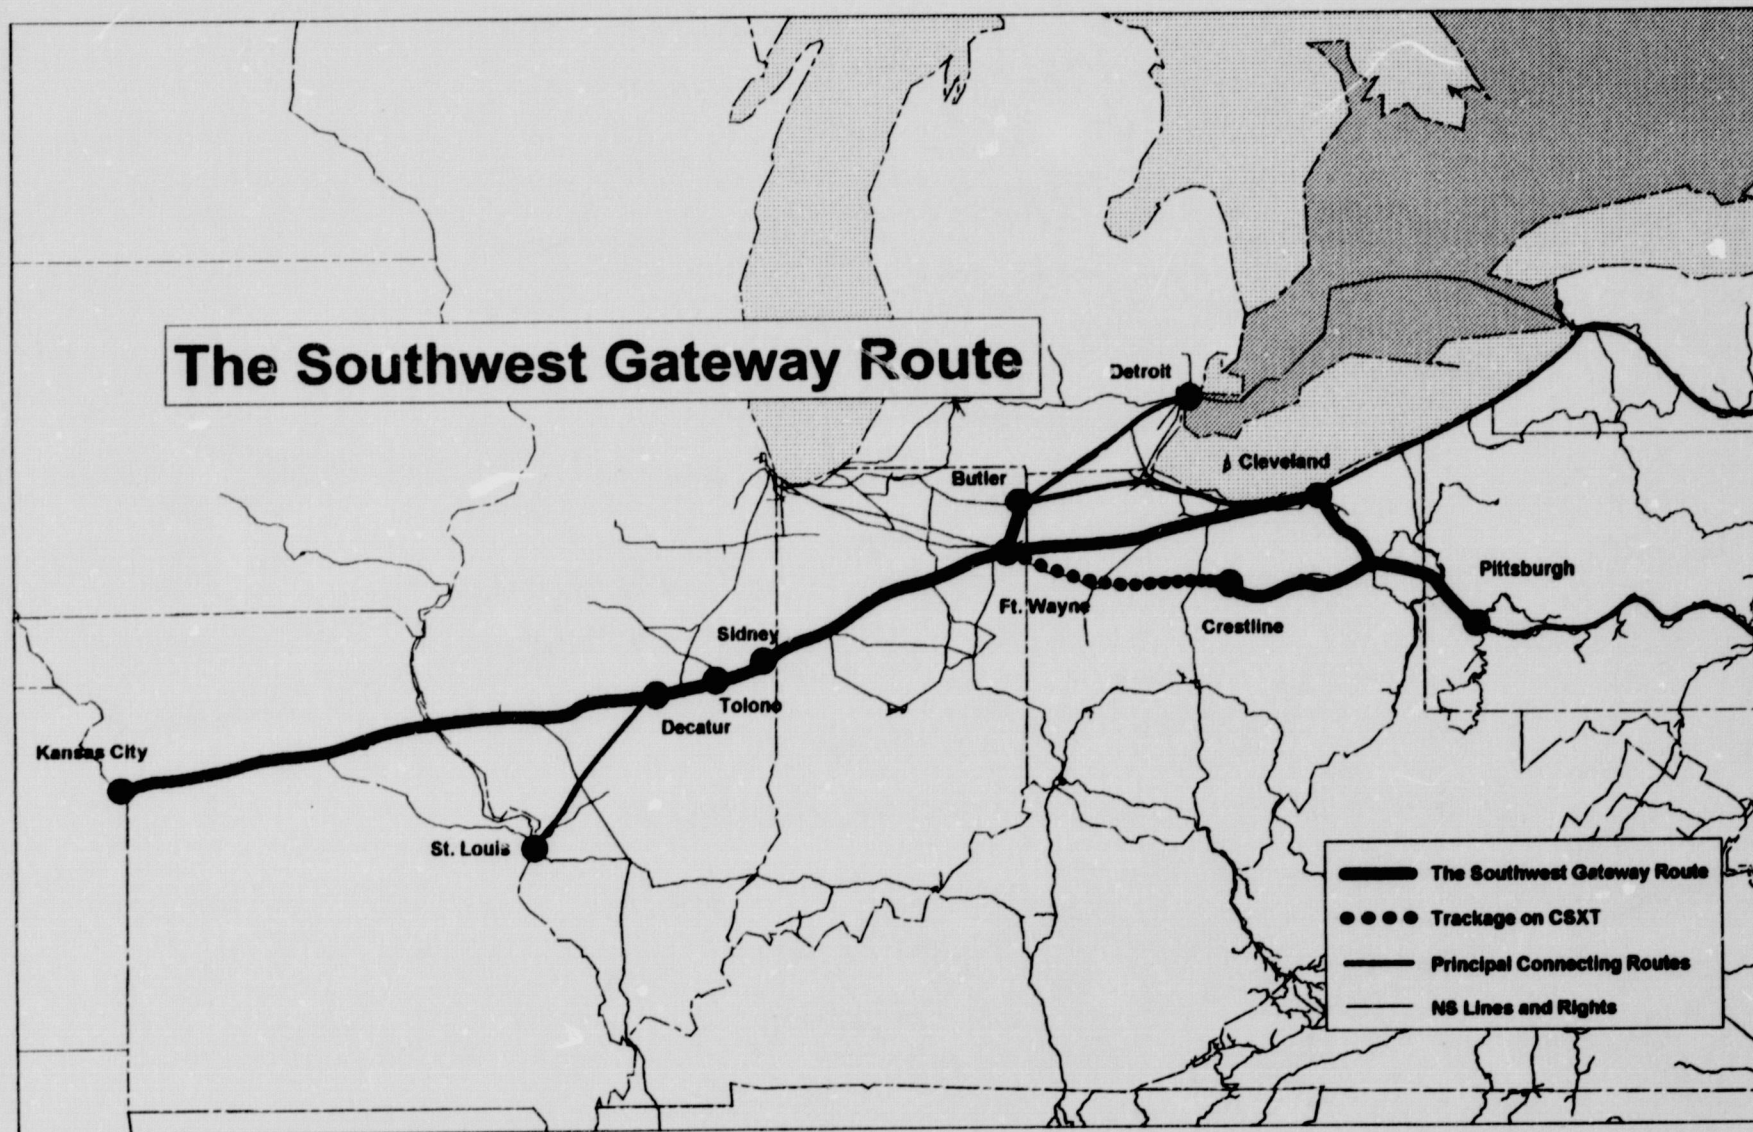 The Southwest Gateway Route
Detroit
Cleveland
Butler
Pittsburgh
Ft. Wayne
Crestline
Sidney
Tolono
Decatur
Kansas City
St. Louis
The Southwest Gateway Route
Trackage on CSXT
Principal Connecting Routes
NS Lines and Rights